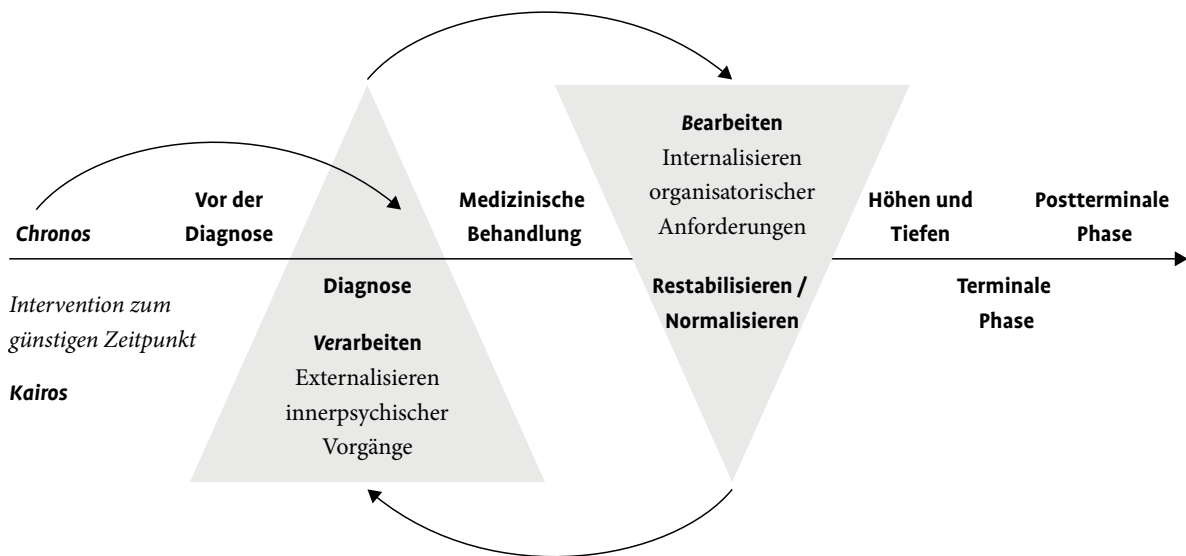 Chronos
Intervention zum
günstigen Zeitpunkt
Kairos
Vor der
Diagnose
Diagnose
Verarbeiten
Externalisieren
innerpsychischer
Vorgänge
Medizinische
Behandlung
Bearbeiten
Internalisieren
organisatorischer
Anforderungen
Restabilisieren /
Normalisieren
Höhen und
Tiefen
Terminale
Phase
Postterminale
Phase